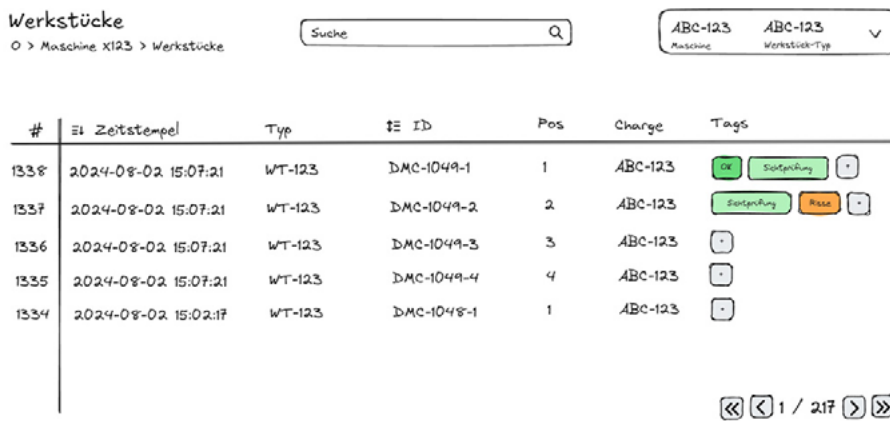 Werkstücke
O > Maschine X123 > Werkstücke
Suche
ABC-123 ABC-123
Maschine Werkstück-Typ
# Zeitstempel Typ ID Pos Charge Tags
1338 2024-08-02 15:07:21 WT-123 DMC-1049-1 1 ABC-123 OK Sichtprüfung
1337 2024-08-02 15:07:21 WT-123 DMC-1049-2 2 ABC-123 Sichtprüfung Risse
1336 2024-08-02 15:07:21 WT-123 DMC-1049-3 3 ABC-123
1335 2024-08-02 15:07:21 WT-123 DMC-1049-4 4 ABC-123
1334 2024-08-02 15:02:17 WT-123 DMC-1048-1 1 ABC-123
1 / 217